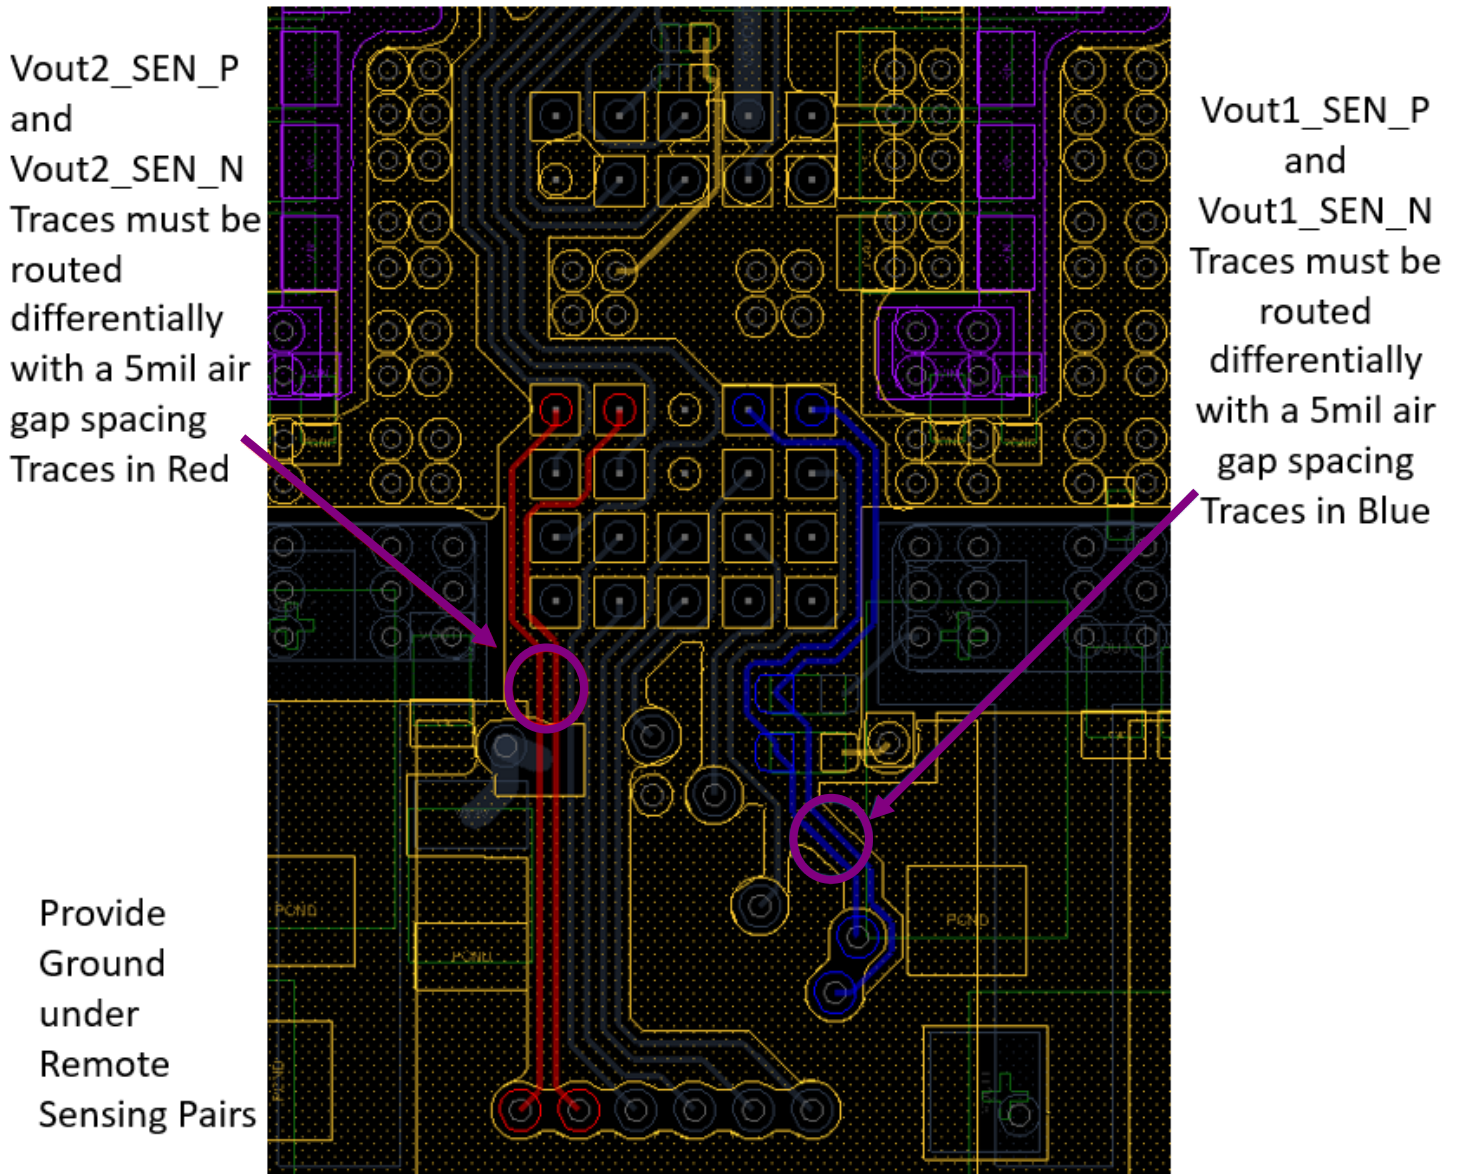 Vout2_SEN_P
and
Vout2_SEN_N
Traces must be
routed
differentially
with a 5mil air
gap spacing
Traces in Red
Vout1_SEN_P
and
Vout1_SEN_N
Traces must be
routed
differentially
with a 5mil air
gap spacing
Traces in Blue
Provide
Ground
under
Remote
Sensing Pairs
PGND
PGND
PGND